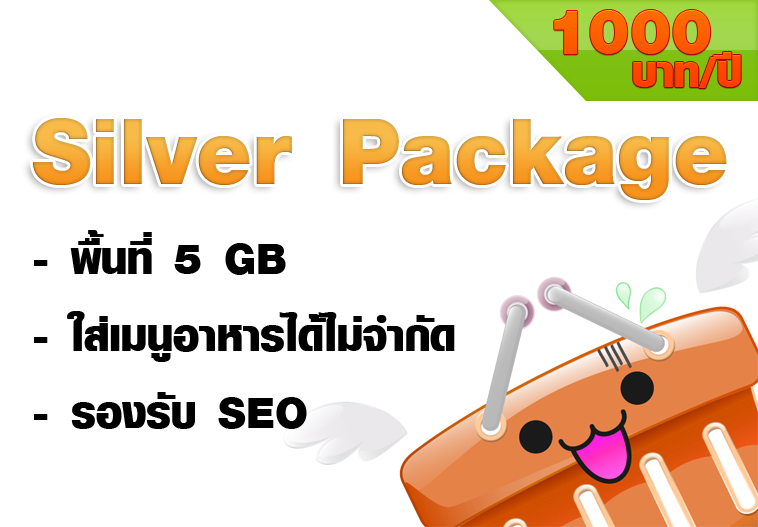 1000
บาท/ปี
Silver Package
- พื้นที่ 5 GB
- ใส่เมนูอาหารได้ไม่จำกัด
- รองรับ SEO